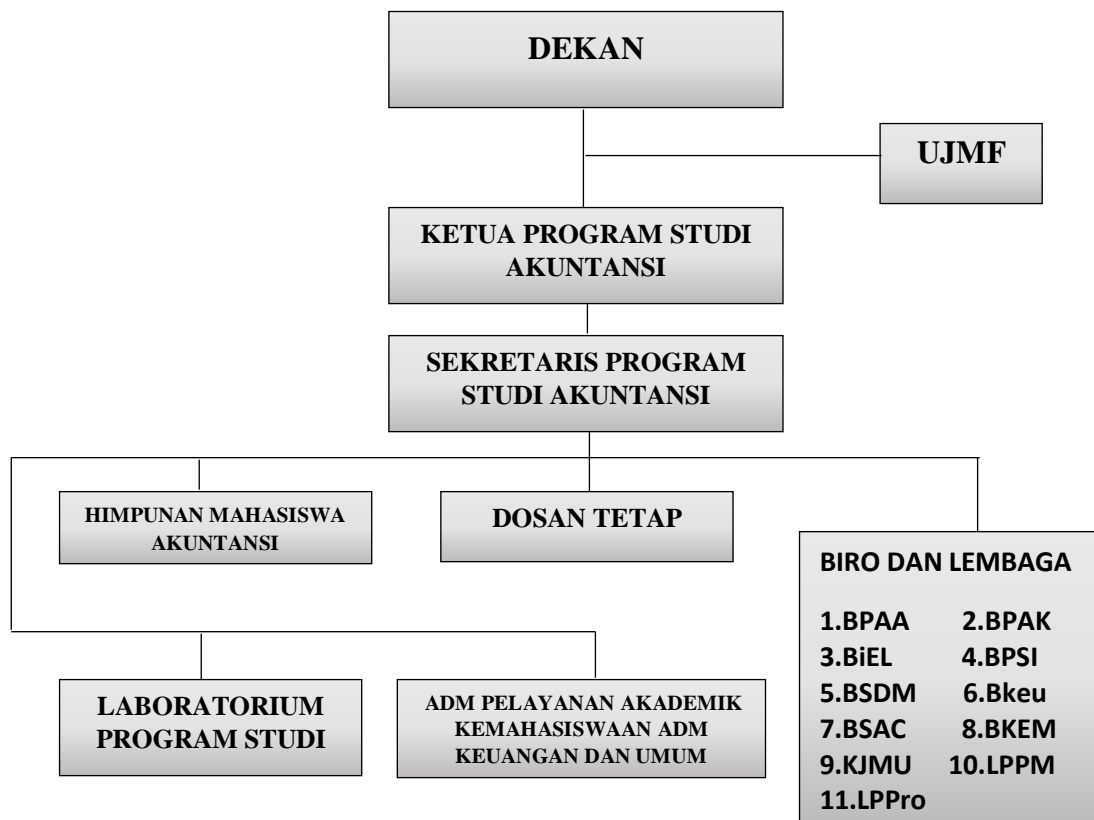 DEKAN
UJMF
KETUA PROGRAM STUDI
AKUNTANSI
SEKRETARIS PROGRAM
STUDI AKUNTANSI
HIMPUNAN MAHASISWA
AKUNTANSI
DOSAN TETAP
BIRO DAN LEMBAGA
1.BPAA 2.BPAK
3.BiEL 4.BPSI
5.BSDM 6.Bkeu
7.BSAC 8.BKEM
9.KJMU 10.LPPM
11.LPPro
LABORATORIUM
PROGRAM STUDI
ADM PELAYANAN AKADEMIK
KEMAHASISWAAN ADM
KEUANGAN DAN UMUM